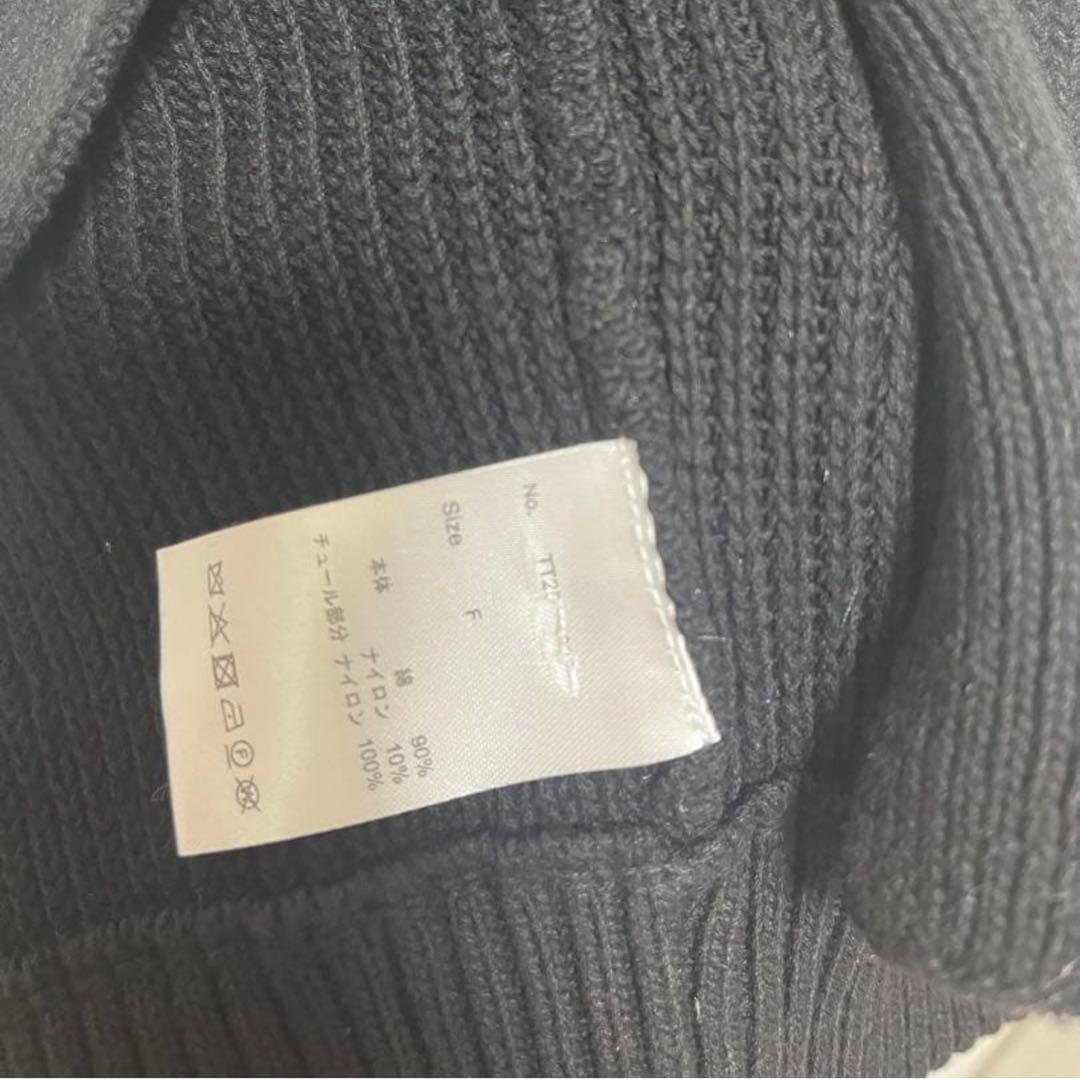 No. TT2
Size F
本体 綿 90%
ナイロン 10%
チュール部分 ナイロン 100%
F
W